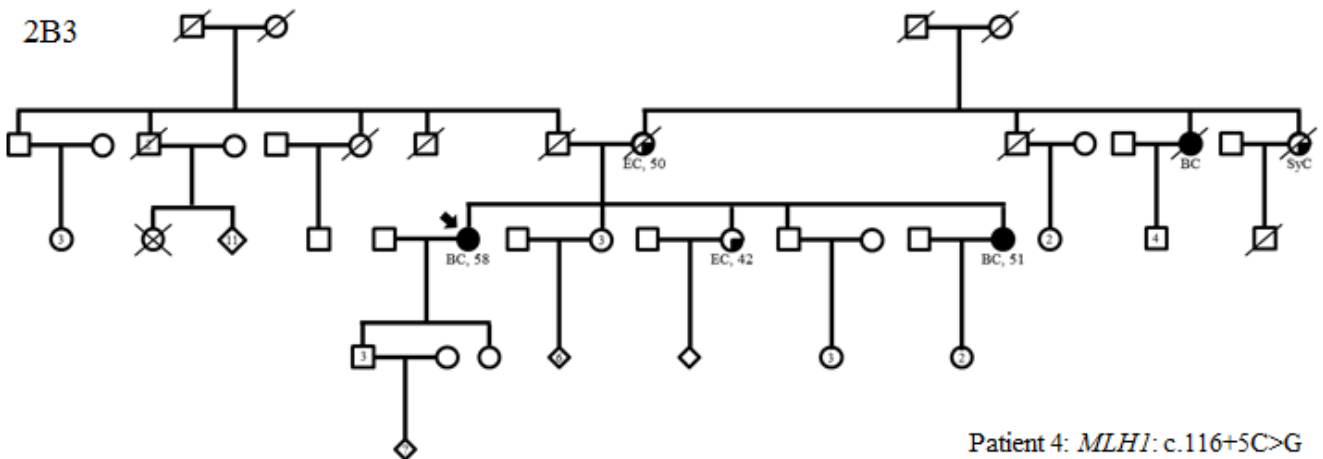 2B3
EC, 50
BC
SyC
3
11
2
4
BC, 58
3
EC, 42
BC, 51
3
6
3
2
Patient 4: MLH1: c.116+5C>G